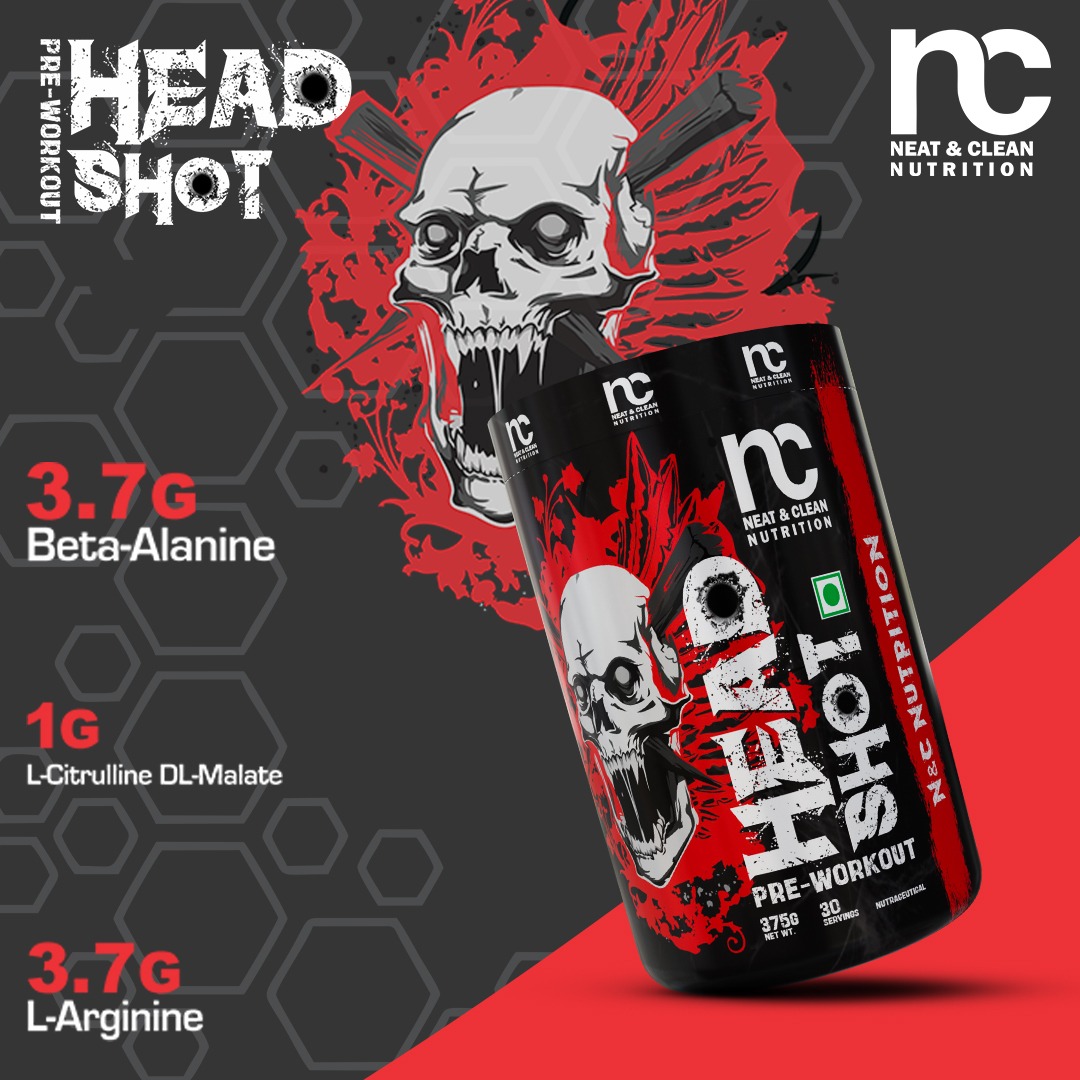 PRE-WORKOUT
HEAD
SHOT
nc
NEAT & CLEAN
NUTRITION
3.7G
Beta-Alanine
1G
L-Citrulline DL-Malate
3.7G
L-Arginine
nc
NEAT & CLEAN
NUTRITION
nc
NEAT & CLEAN
NUTRITION
nc
NEAT & CLEAN
NUTRITION
nc
NEAT & CLEAN
NUTRITION
HEAD
SHOT
N&C NUTRITION
PRE-WORKOUT
375G
NET WT.
30
SERVINGS
NUTRACEUTICAL